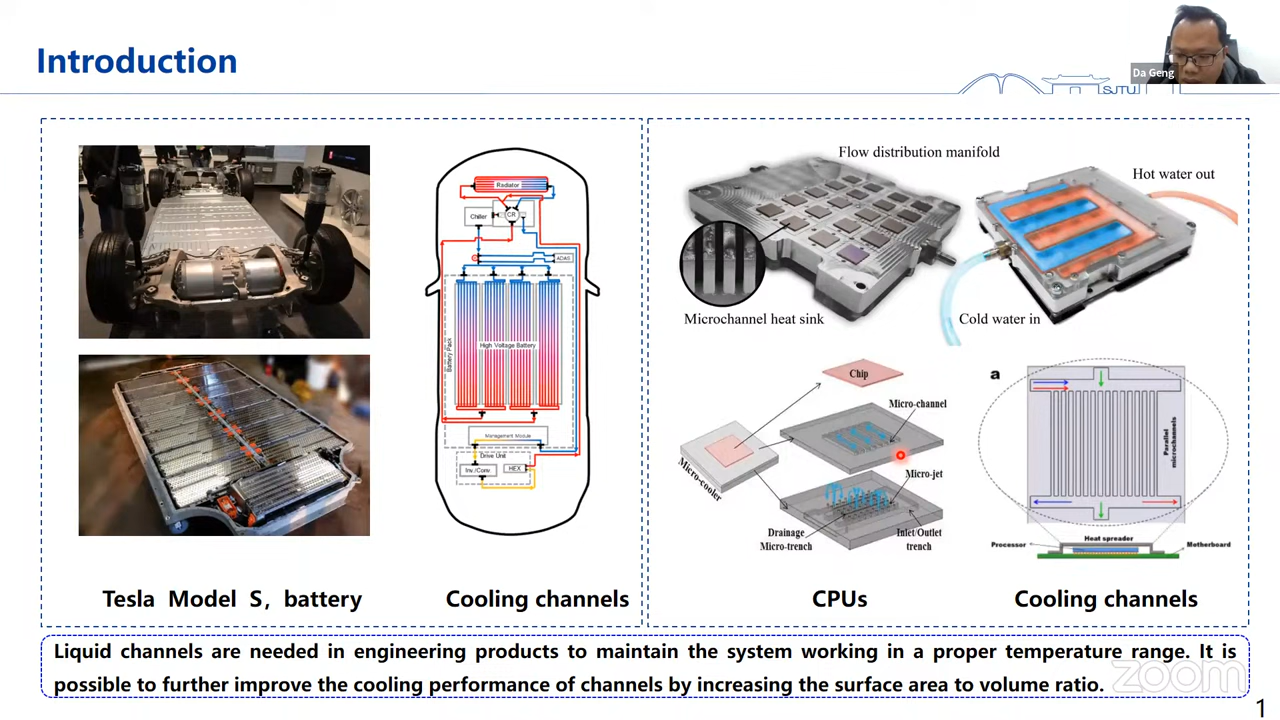 Introduction
Da Geng
SJTU
Radiator
Chiller
CR
ADAS
Battery Pack
High Voltage Battery
Management Module
Drive Unit
Inv./Conv
HEX
Tesla Model S, battery
Cooling channels
Flow distribution manifold
Hot water out
Microchannel heat sink
Cold water in
Chip
Micro-channel
Micro-cooler
Micro-jet
Drainage
Micro-trench
Inlet/Outlet
trench
a
Parallel
microchannels
Heat spreader
Processor
Motherboard
CPUs
Cooling channels
Liquid channels are needed in engineering products to maintain the system working in a proper temperature range. It is
possible to further improve the cooling performance of channels by increasing the surface area to volume ratio.
zoom
1